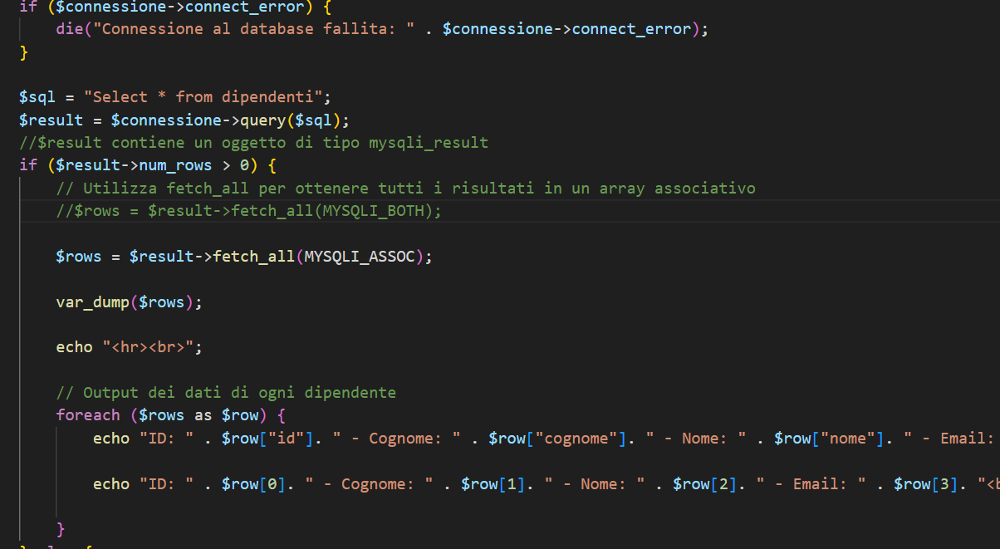 if ($connessione->connect_error) {
    die("Connessione al database fallita: " . $connessione->connect_error);
}
$sql = "Select * from dipendenti";
$result = $connessione->query($sql);
//$result contiene un oggetto di tipo mysqli_result
if ($result->num_rows > 0) {
    // Utilizza fetch_all per ottenere tutti i risultati in un array associativo
    //$rows = $result->fetch_all(MYSQLI_BOTH);
    $rows = $result->fetch_all(MYSQLI_ASSOC);
    var_dump($rows);
    echo "<hr><br>";
    // Output dei dati di ogni dipendente
    foreach ($rows as $row) {
        echo "ID: " . $row["id"]. " - Cognome: " . $row["cognome"]. " - Nome: " . $row["nome"]. " - Email:
        echo "ID: " . $row[0]. " - Cognome: " . $row[1]. " - Nome: " . $row[2]. " - Email: " . $row[3]. "<b
    }